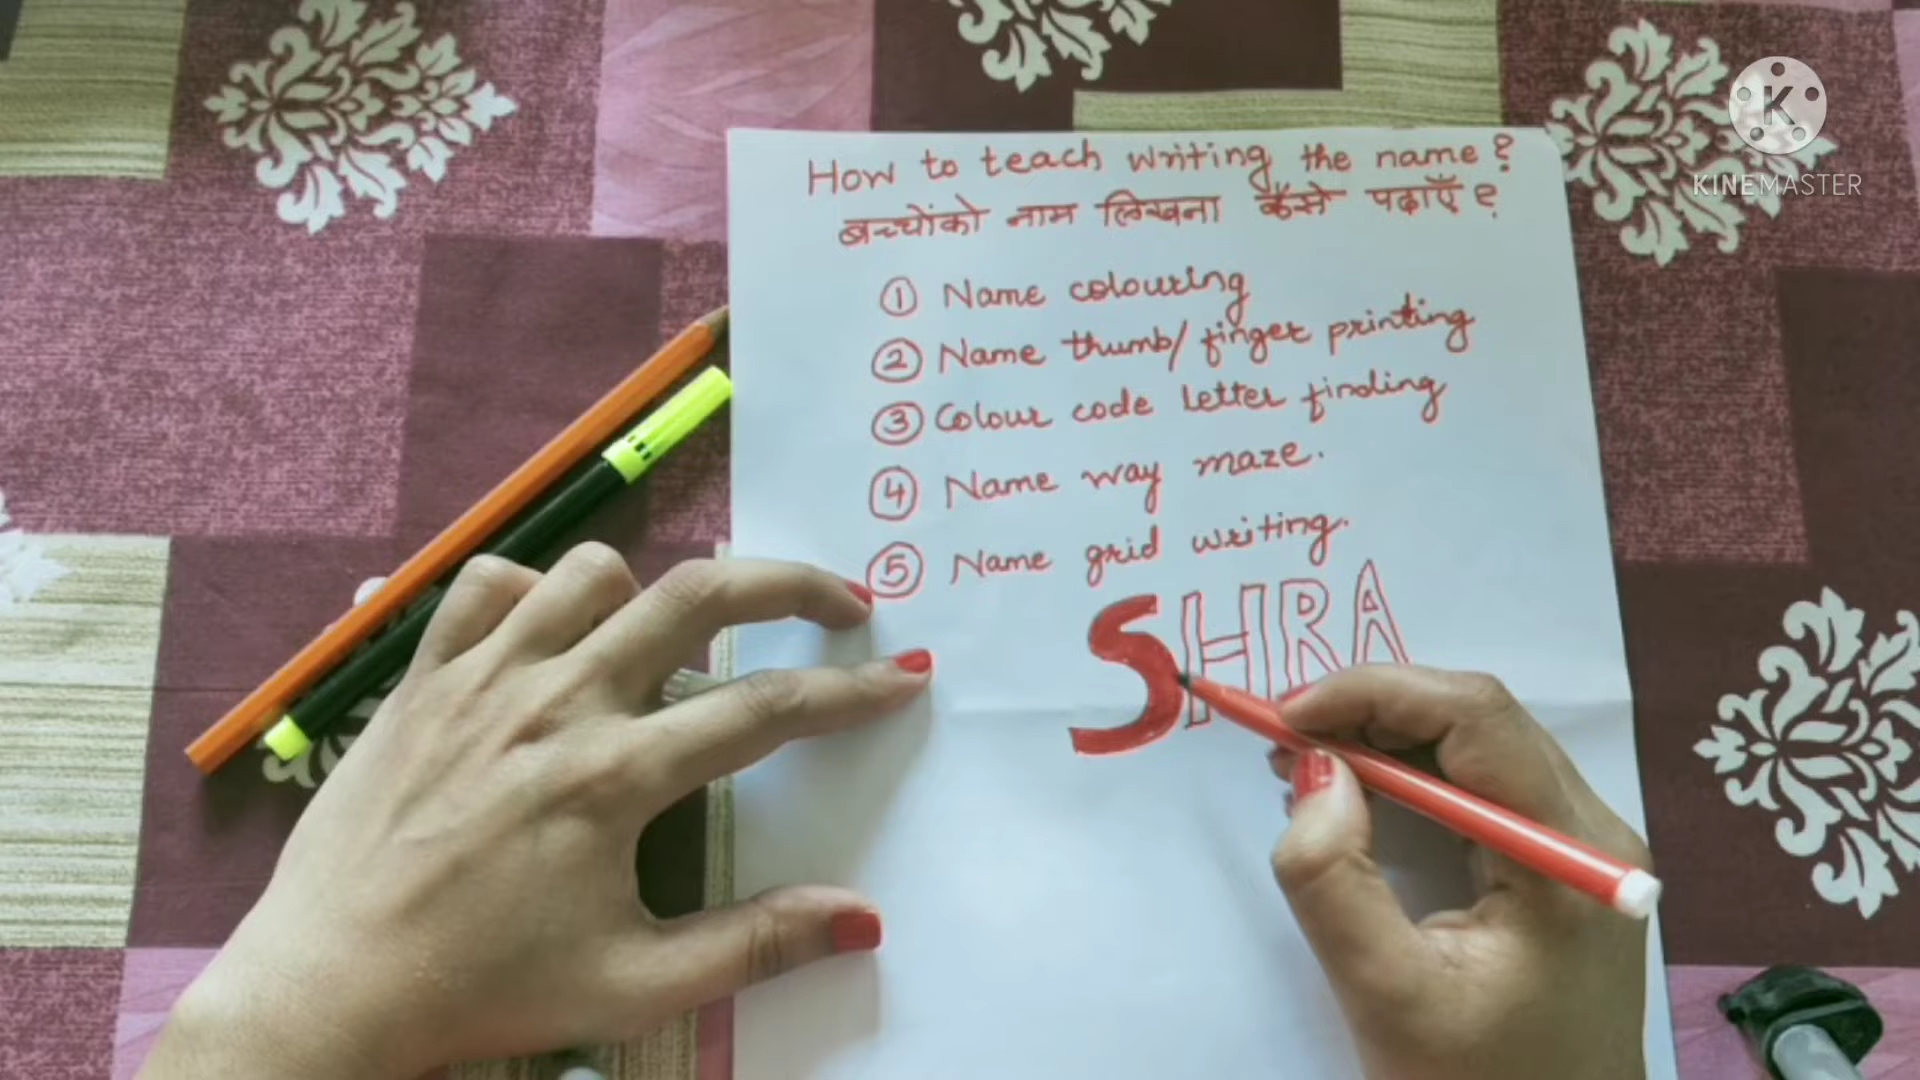 How to teach writing the name?
बच्चोंको नाम लिखना कैसे पढाएँ?
① Name colouring
② Name thumb/finger printing
③ Colour code letter finding
④ Name way maze.
⑤ Name grid writing.
SHRA
K
KINEMASTER